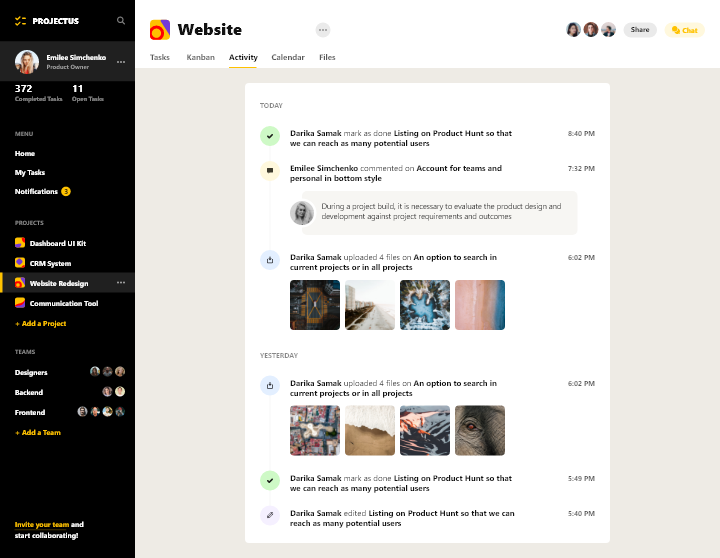 PROJECTUS
Emilee Simchenko
Product Owner
372
Completed Tasks
11
Open Tasks
MENU
Home
My Tasks
Notifications 3
PROJECTS
Dashboard UI Kit
CRM System
Website Redesign
Communication Tool
+ Add a Project
TEAMS
Designers
Backend
Frontend
+ Add a Team
Invite your team and
start collaborating!
Website
Share
Chat
Tasks Kanban Activity Calendar Files
TODAY
Darika Samak mark as done Listing on Product Hunt so that
we can reach as many potential users
8:40 PM
Emilee Simchenko commented on Account for teams and
personal in bottom style
7:32 PM
During a project build, it is necessary to evaluate the product design and
development against project requirements and outcomes
Darika Samak uploaded 4 files on An option to search in
current projects or in all projects
6:02 PM
YESTERDAY
Darika Samak uploaded 4 files on An option to search in
current projects or in all projects
6:02 PM
Darika Samak mark as done Listing on Product Hunt so that
we can reach as many potential users
5:49 PM
Darika Samak edited Listing on Product Hunt so that we can
reach as many potential users
5:40 PM